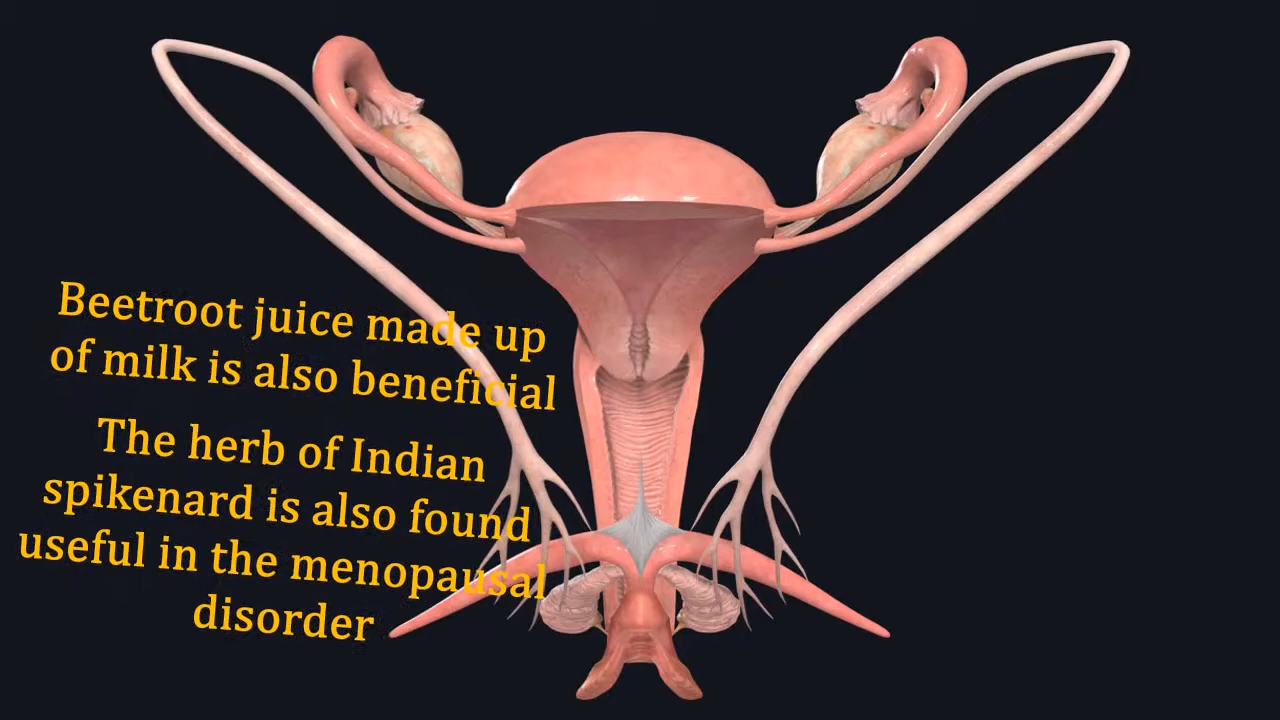 Beetroot juice made up
of milk is also beneficial
The herb of Indian
spikenard is also found
useful in the menopausal
disorder